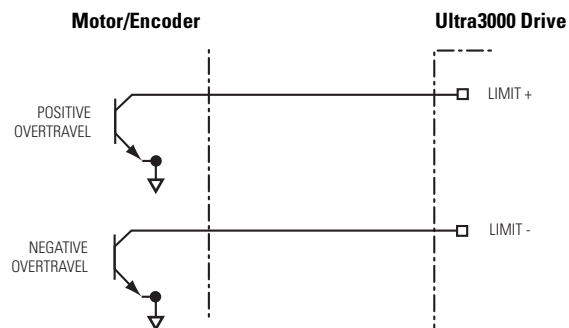 Motor/Encoder
Ultra3000 Drive
POSITIVE
OVERTRAVEL
LIMIT +
NEGATIVE
OVERTRAVEL
LIMIT -